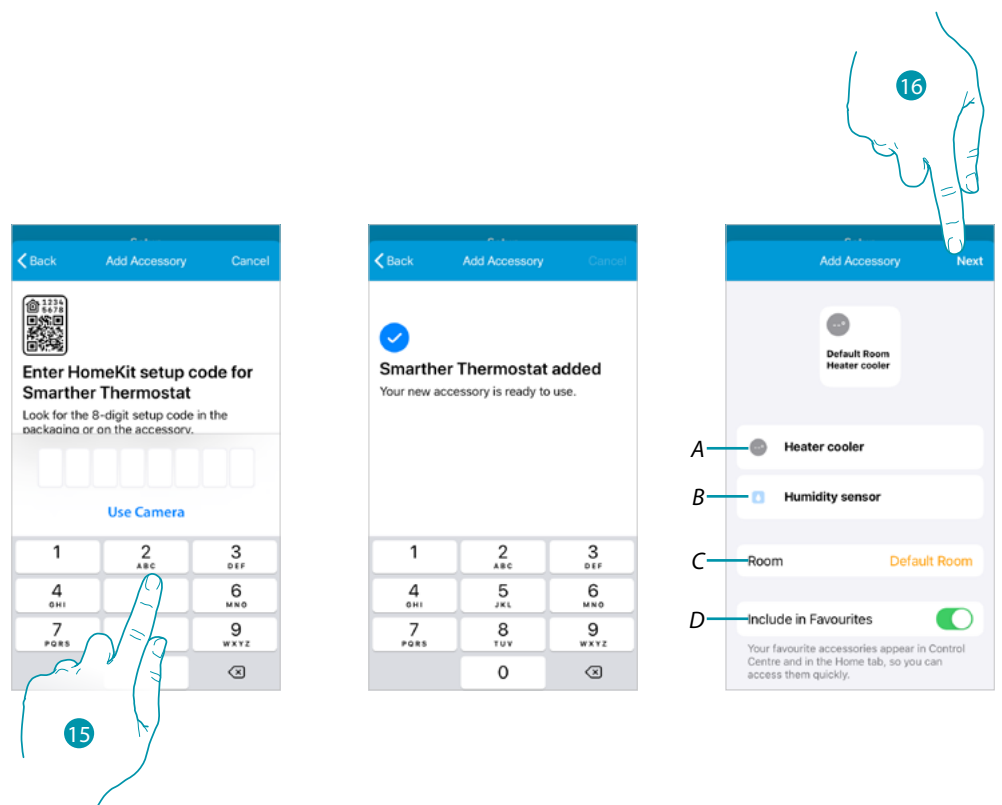 16
Back Add Accessory Cancel
1234
5678
Enter HomeKit setup code for
Smarther Thermostat
Look for the 8-digit setup code in the
packaging or on the accessory.
Use Camera
1 2 3
ABC DEF
4 6
GHI MNO
7 9
PQRS WXYZ
15
Back Add Accessory Cancel
Smarther Thermostat added
Your new accessory is ready to use.
1 2 3
ABC DEF
4 5 6
GHI JKL MNO
7 8 9
PQRS TUV WXYZ
0
Add Accessory Next
Default Room
Heater cooler
A Heater cooler
B Humidity sensor
C Room Default Room
D Include in Favourites
Your favourite accessories appear in Control
Centre and in the Home tab, so you can
access them quickly.